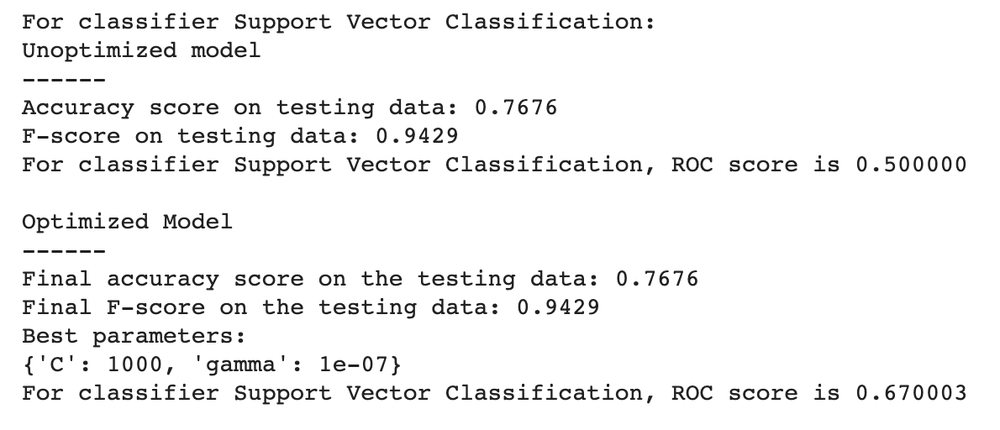 For classifier Support Vector Classification:
Unoptimized model
------
Accuracy score on testing data: 0.7676
F-score on testing data: 0.9429
For classifier Support Vector Classification, ROC score is 0.500000
Optimized Model
------
Final accuracy score on the testing data: 0.7676
Final F-score on the testing data: 0.9429
Best parameters:
{'C': 1000, 'gamma': 1e-07}
For classifier Support Vector Classification, ROC score is 0.670003